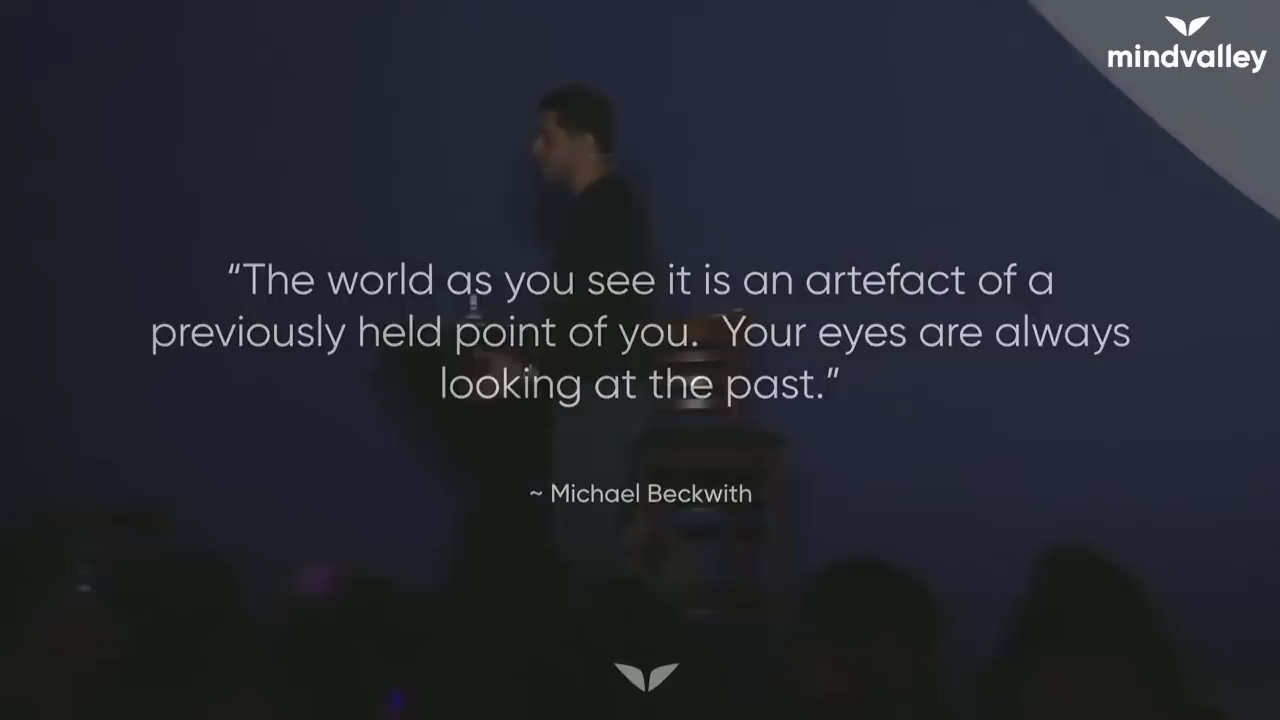 mindvalley
“The world as you see it is an artefact of a
previously held point of you.  Your eyes are always
looking at the past.”
~ Michael Beckwith